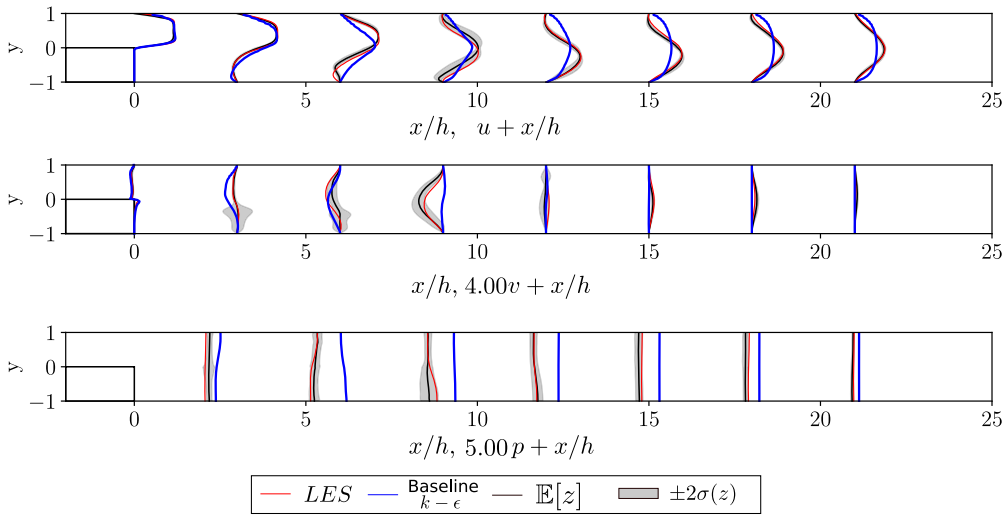 1
y
0
−1
0 5 10 15 20 25
x/h, u + x/h
1
y
0
−1
0 5 10 15 20 25
x/h, 4.00v + x/h
1
y
0
−1
0 5 10 15 20 25
x/h, 5.00 p + x/h
LES Baseline k − ϵ 𝔼[z] ±2σ(z)